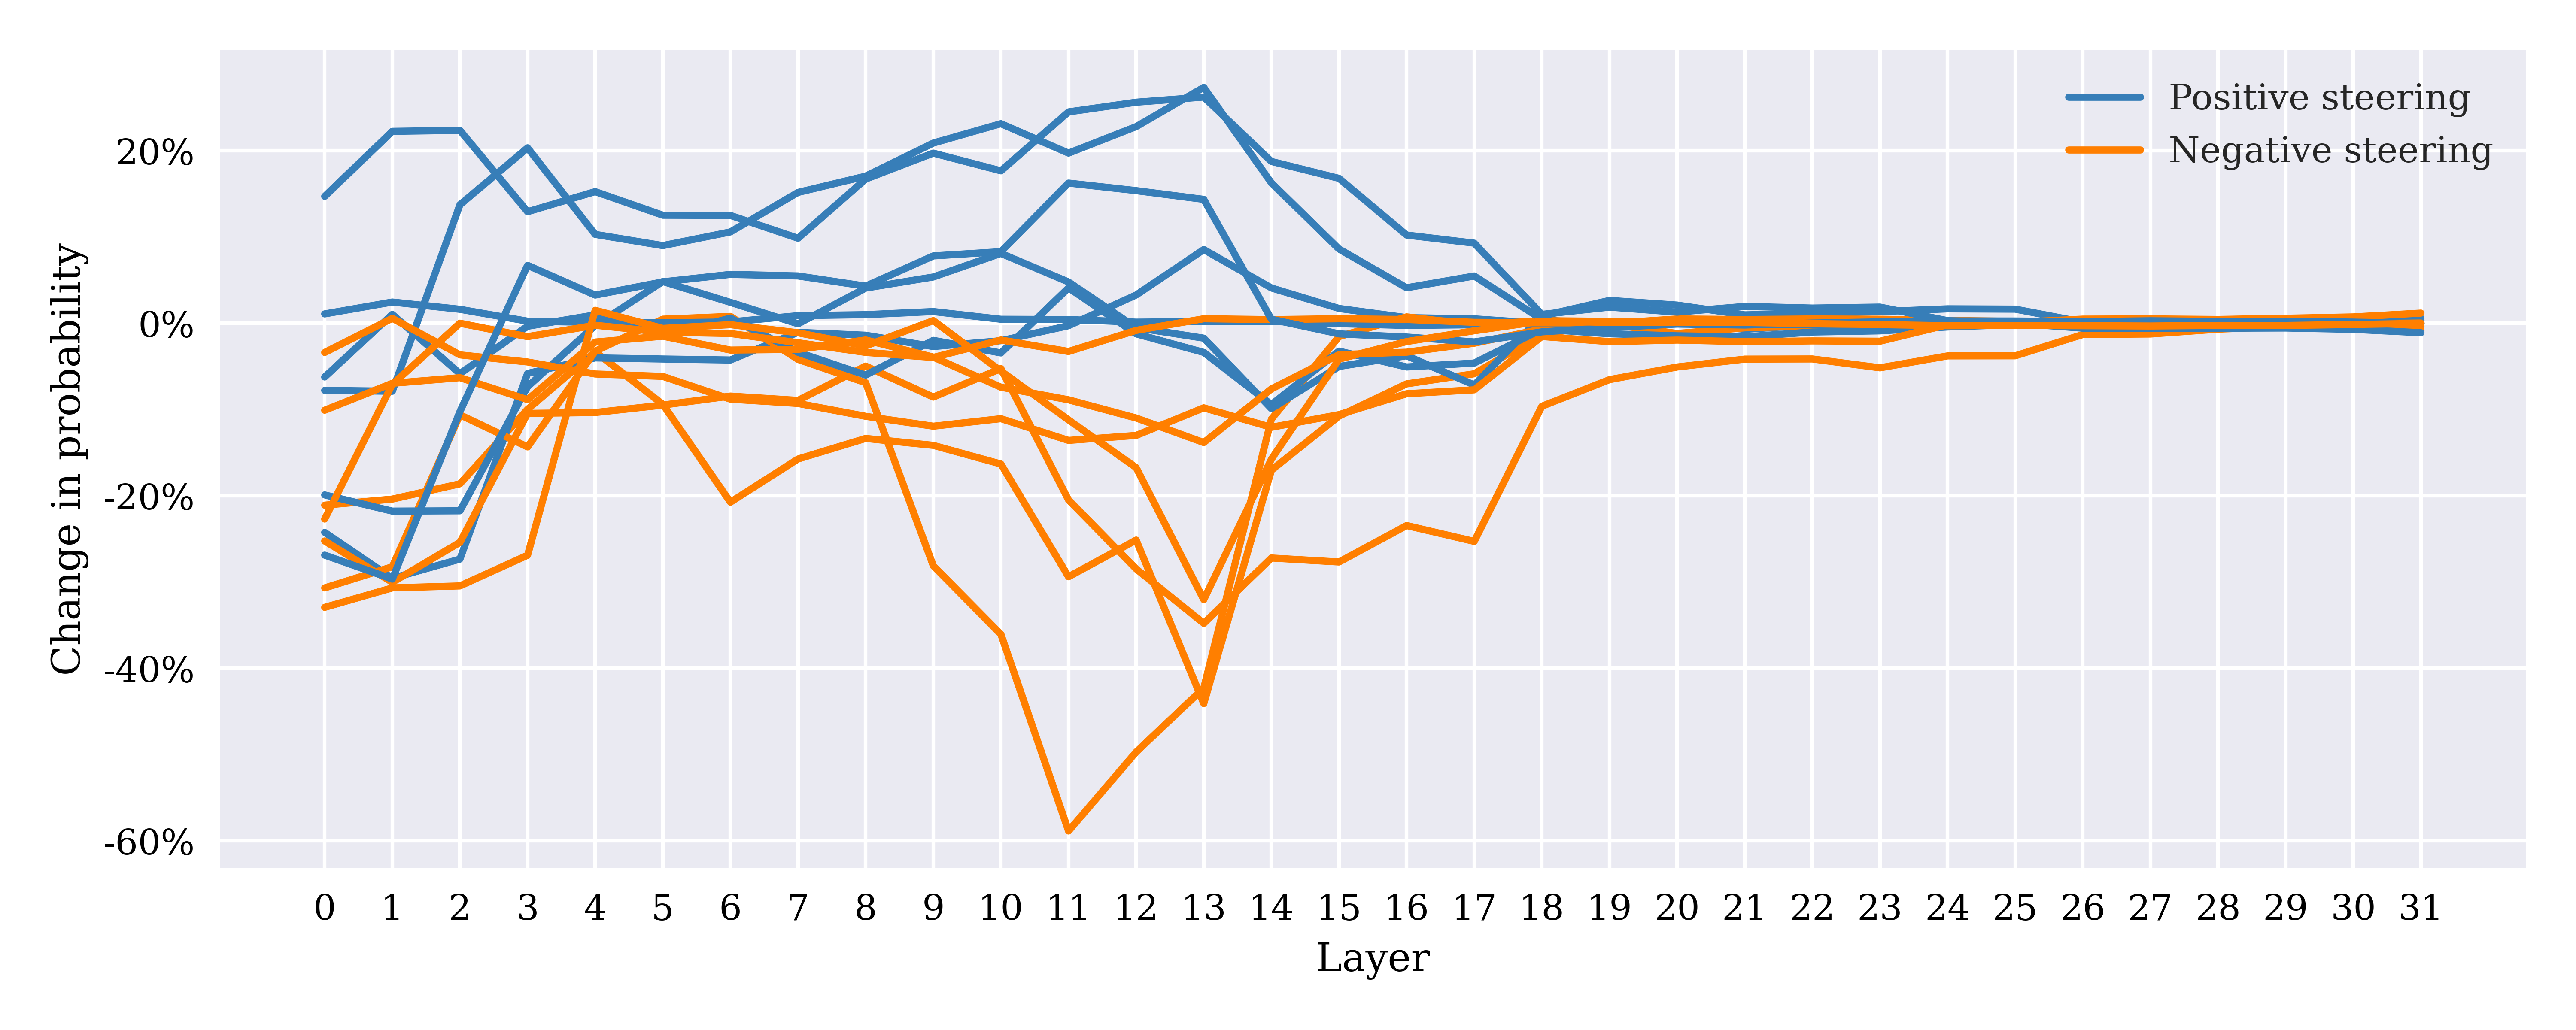 Positive steering
Negative steering
20%
0%
-20%
-40%
-60%
Change in probability
0 1 2 3 4 5 6 7 8 9 10 11 12 13 14 15 16 17 18 19 20 21 22 23 24 25 26 27 28 29 30 31
Layer